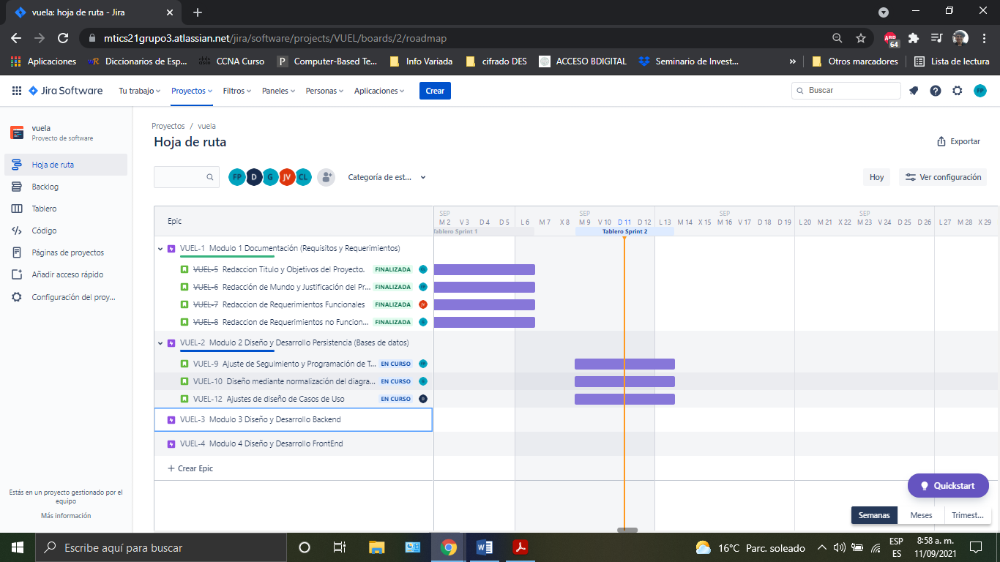 vuela: hoja de ruta - Jira
mtics21grupo3.atlassian.net/jira/software/projects/VUEL/boards/2/roadmap
ABP 64
Aplicaciones Diccionarios de Esp... CCNA Curso Computer-Based Te... Info Variada cifrado DES ACCESO BDIGITAL Seminario de Invest... » Otros marcadores Lista de lectura
Jira Software Tu trabajo Proyectos Filtros Paneles Personas Aplicaciones Crear Buscar FP
vuela
Proyecto de software
Hoja de ruta
Backlog
Tablero
Código
Páginas de proyectos
Añadir acceso rápido
Configuración del proy...
Estás en un proyecto gestionado por el
equipo
Más información
Proyectos / vuela
Hoja de ruta
Exportar
FP D G JV CL Categoría de est... Hoy Ver configuración
Epic
SEP SEP SEP SEP
M 2 V 3 D 4 D 5 L 6 M 7 X 8 M 9 V 10 D 11 D 12 L 13 M 14 X 15 M 16 V 17 D 18 D 19 L 20 M 21 X 22 M 23 V 24 D 25 D 26 L 27 M 28 X 29
Tablero Sprint 1 Tablero Sprint 2
VUEL-1 Modulo 1 Documentación (Requisitos y Requerimientos)
VUEL-5 Redaccion Titulo y Objetivos del Proyecto. FINALIZADA
VUEL-6 Redacción de Mundo y Justificación del Pr... FINALIZADA
VUEL-7 Redacción de Requerimientos Funcionales FINALIZADA JV
VUEL-8 Redaccion de Requerimientos no Funcion... FINALIZADA G
VUEL-2 Modulo 2 Diseño y Desarrollo Persistencia (Bases de datos)
VUEL-9 Ajuste de Seguimiento y Programación de T... EN CURSO FP
VUEL-10 Diseño mediante normalización del diagra... EN CURSO G
VUEL-12 Ajustes de diseño de Casos de Uso EN CURSO D
VUEL-3 Modulo 3 Diseño y Desarrollo Backend
VUEL-4 Modulo 4 Diseño y Desarrollo FrontEnd
+ Crear Epic
Quickstart
Semanas Meses Trimest...
Escribe aquí para buscar
16°C Parc. soleado
ESP
ES
8:58 a. m.
11/09/2021